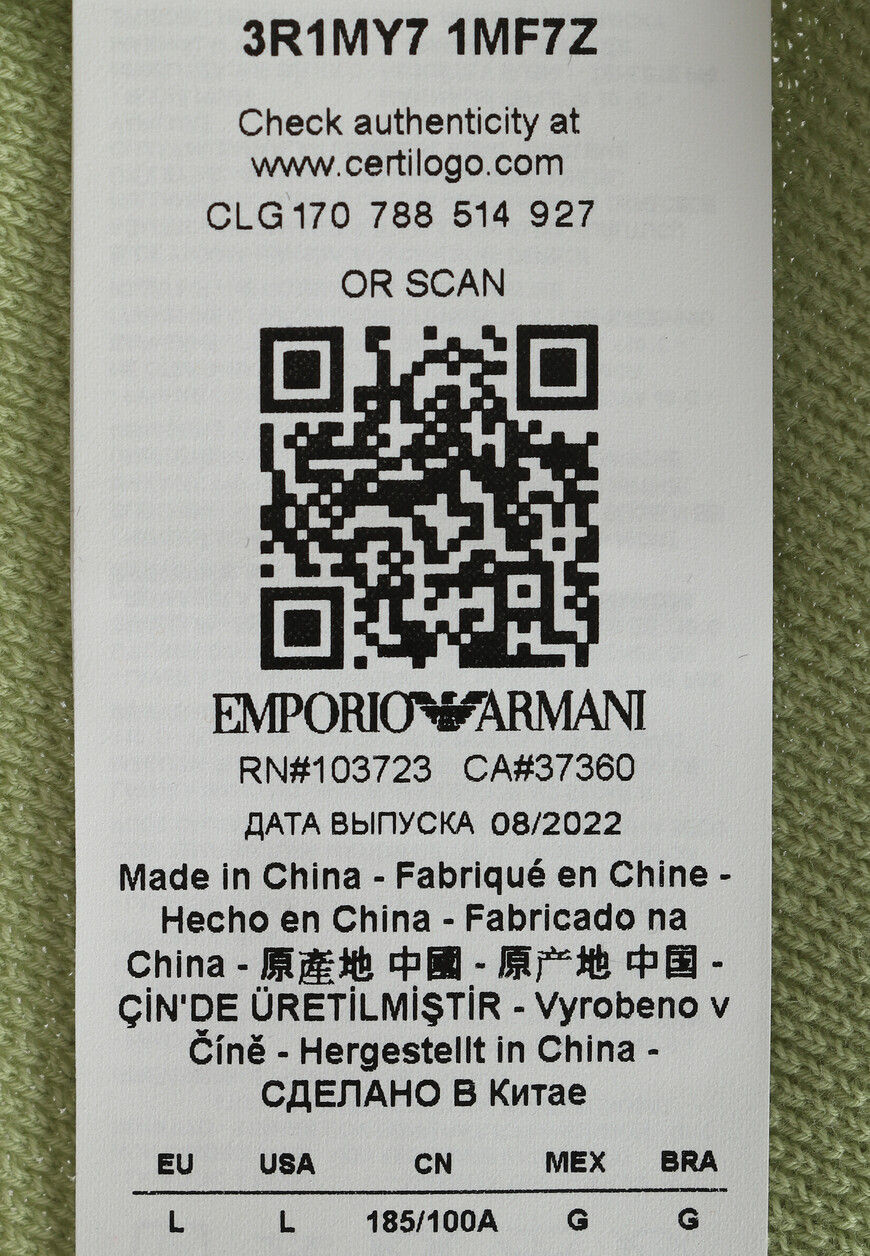 3R1MY7 1MF7Z
Check authenticity at
www.certilogo.com
CLG 170 788 514 927
OR SCAN
EMPORIO ARMANI
RN#103723 CA#37360
ДАТА ВЫПУСКА 08/2022
Made in China - Fabriqué en Chine -
Hecho en China - Fabricado na
China - 原產地 中國 - 原产地 中国 -
ÇİN'DE ÜRETİLMİŞTİR - Vyrobeno v
Číně - Hergestellt in China -
СДЕЛАНО В Китае
EU USA CN MEX BRA
L L 185/100A G G